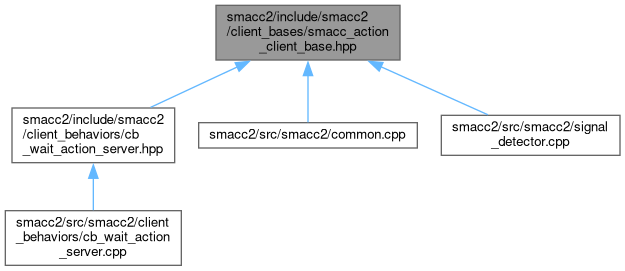 smacc2/include/smacc2
/client_bases/smacc_action
_client_base.hpp
smacc2/include/smacc2
/client_behaviors/cb
_wait_action_server.hpp
smacc2/src/smacc2/common.cpp
smacc2/src/smacc2/signal
_detector.cpp
smacc2/src/smacc2/client
_behaviors/cb_wait_action
_server.cpp